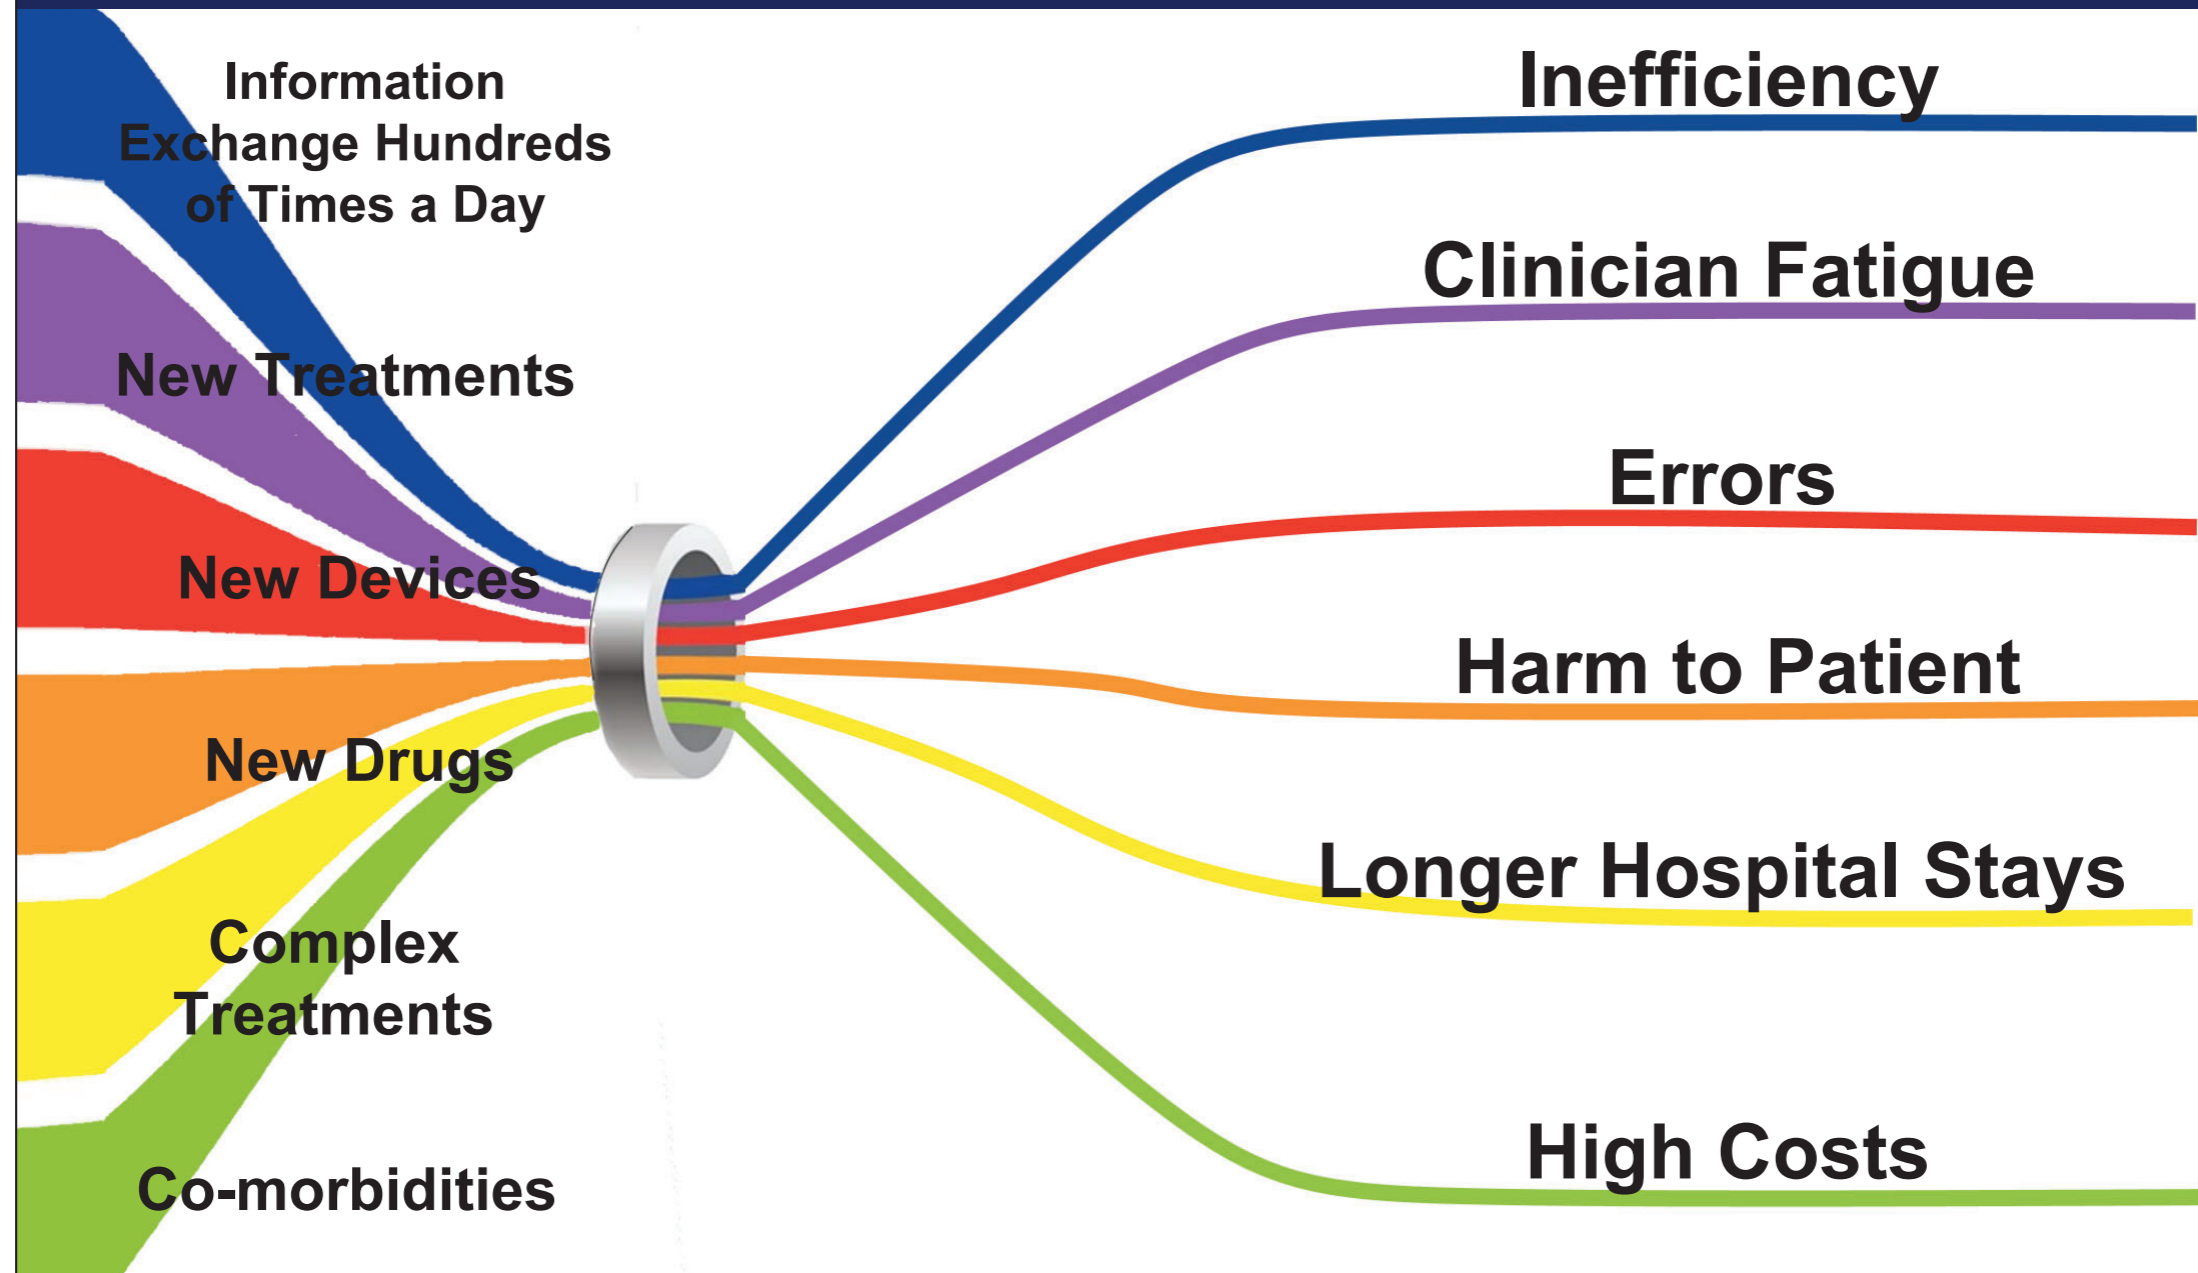 Information
Exchange Hundreds
of Times a Day
New Treatments
New Devices
New Drugs
Complex
Treatments
Co-morbidities
Inefficiency
Clinician Fatigue
Errors
Harm to Patient
Longer Hospital Stays
High Costs